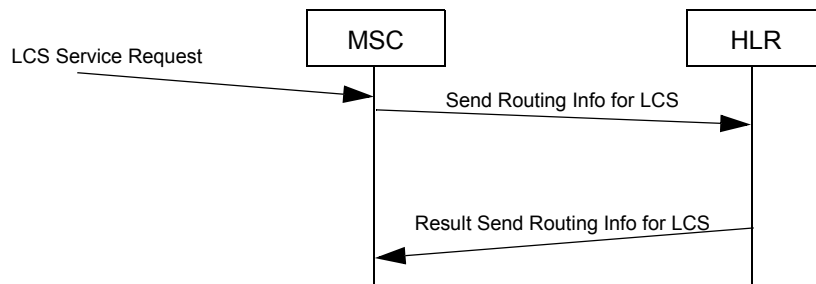 MSC
HLR
LCS Service Request
Send Routing Info for LCS
Result Send Routing Info for LCS